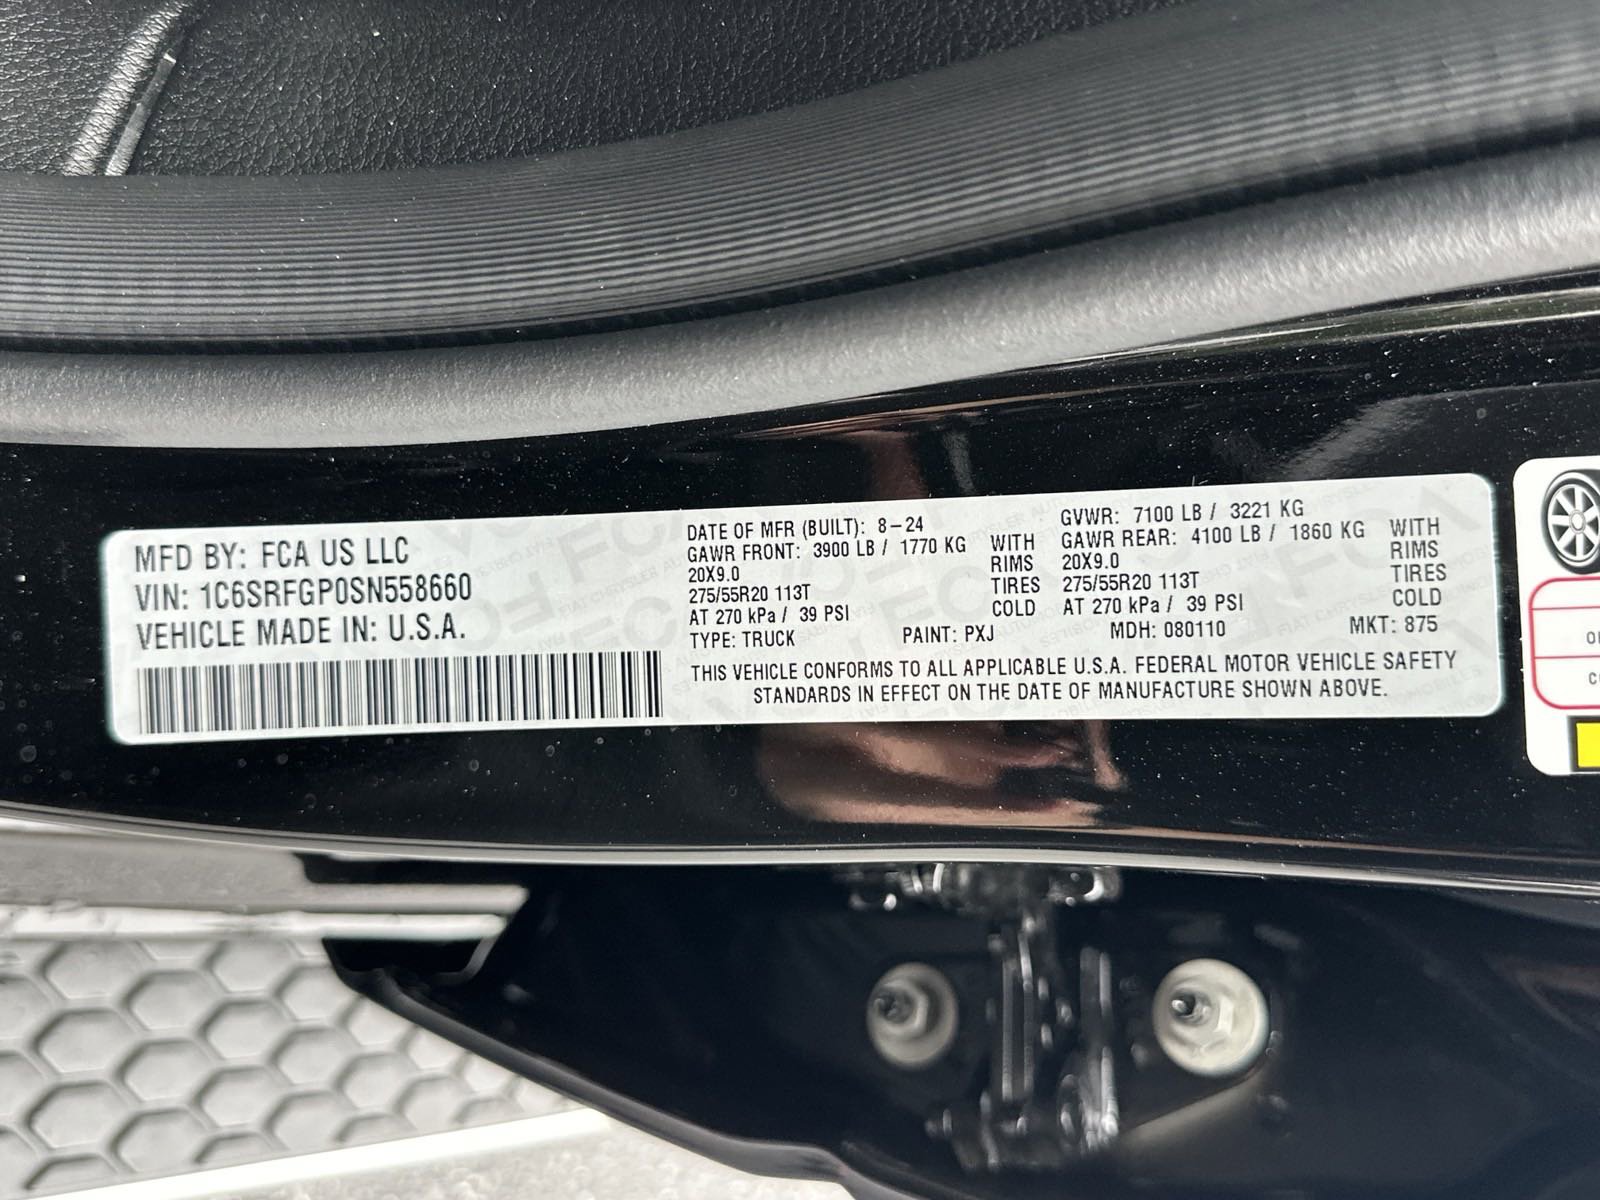 MFD BY: FCA US LLC
VIN: 1C6SRFGP0SN558660
VEHICLE MADE IN: U.S.A.
DATE OF MFR (BUILT): 8-24
GAWR FRONT: 3900 LB / 1770 KG WITH
20X9.0 RIMS
275/55R20 113T TIRES
AT 270 kPa / 39 PSI COLD
GVWR: 7100 LB / 3221 KG
GAWR REAR: 4100 LB / 1860 KG WITH
20X9.0 RIMS
275/55R20 113T TIRES
AT 270 kPa / 39 PSI COLD
TYPE: TRUCK PAINT: PXJ MDH: 080110 MKT: 875
THIS VEHICLE CONFORMS TO ALL APPLICABLE U.S.A. FEDERAL MOTOR VEHICLE SAFETY
STANDARDS IN EFFECT ON THE DATE OF MANUFACTURE SHOWN ABOVE.